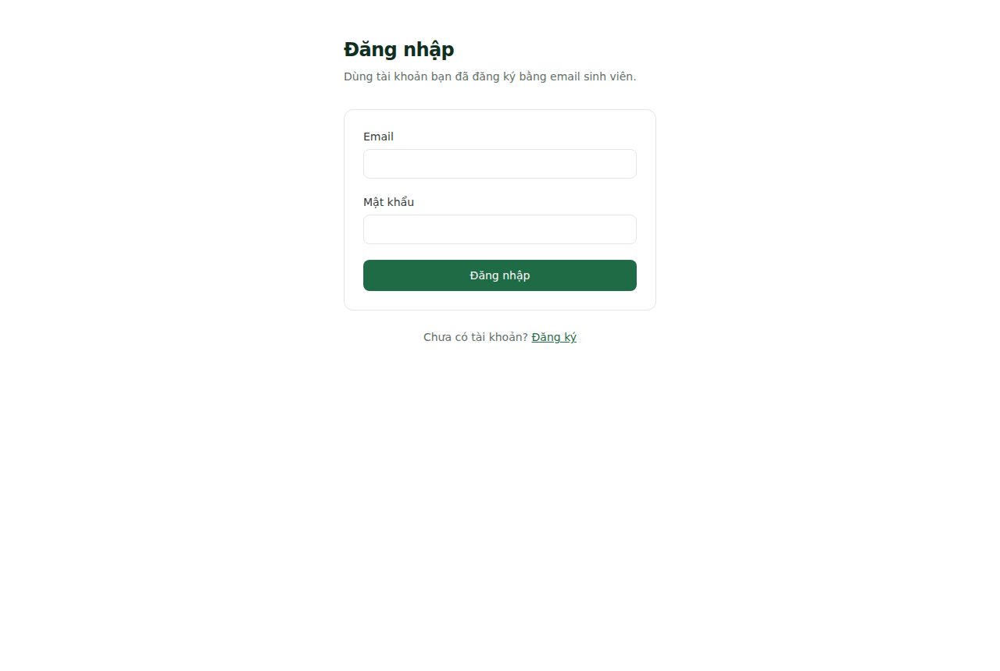 Đăng nhập
Dùng tài khoản bạn đã đăng ký bằng email sinh viên.
Email
Mật khẩu
Đăng nhập
Chưa có tài khoản? Đăng ký